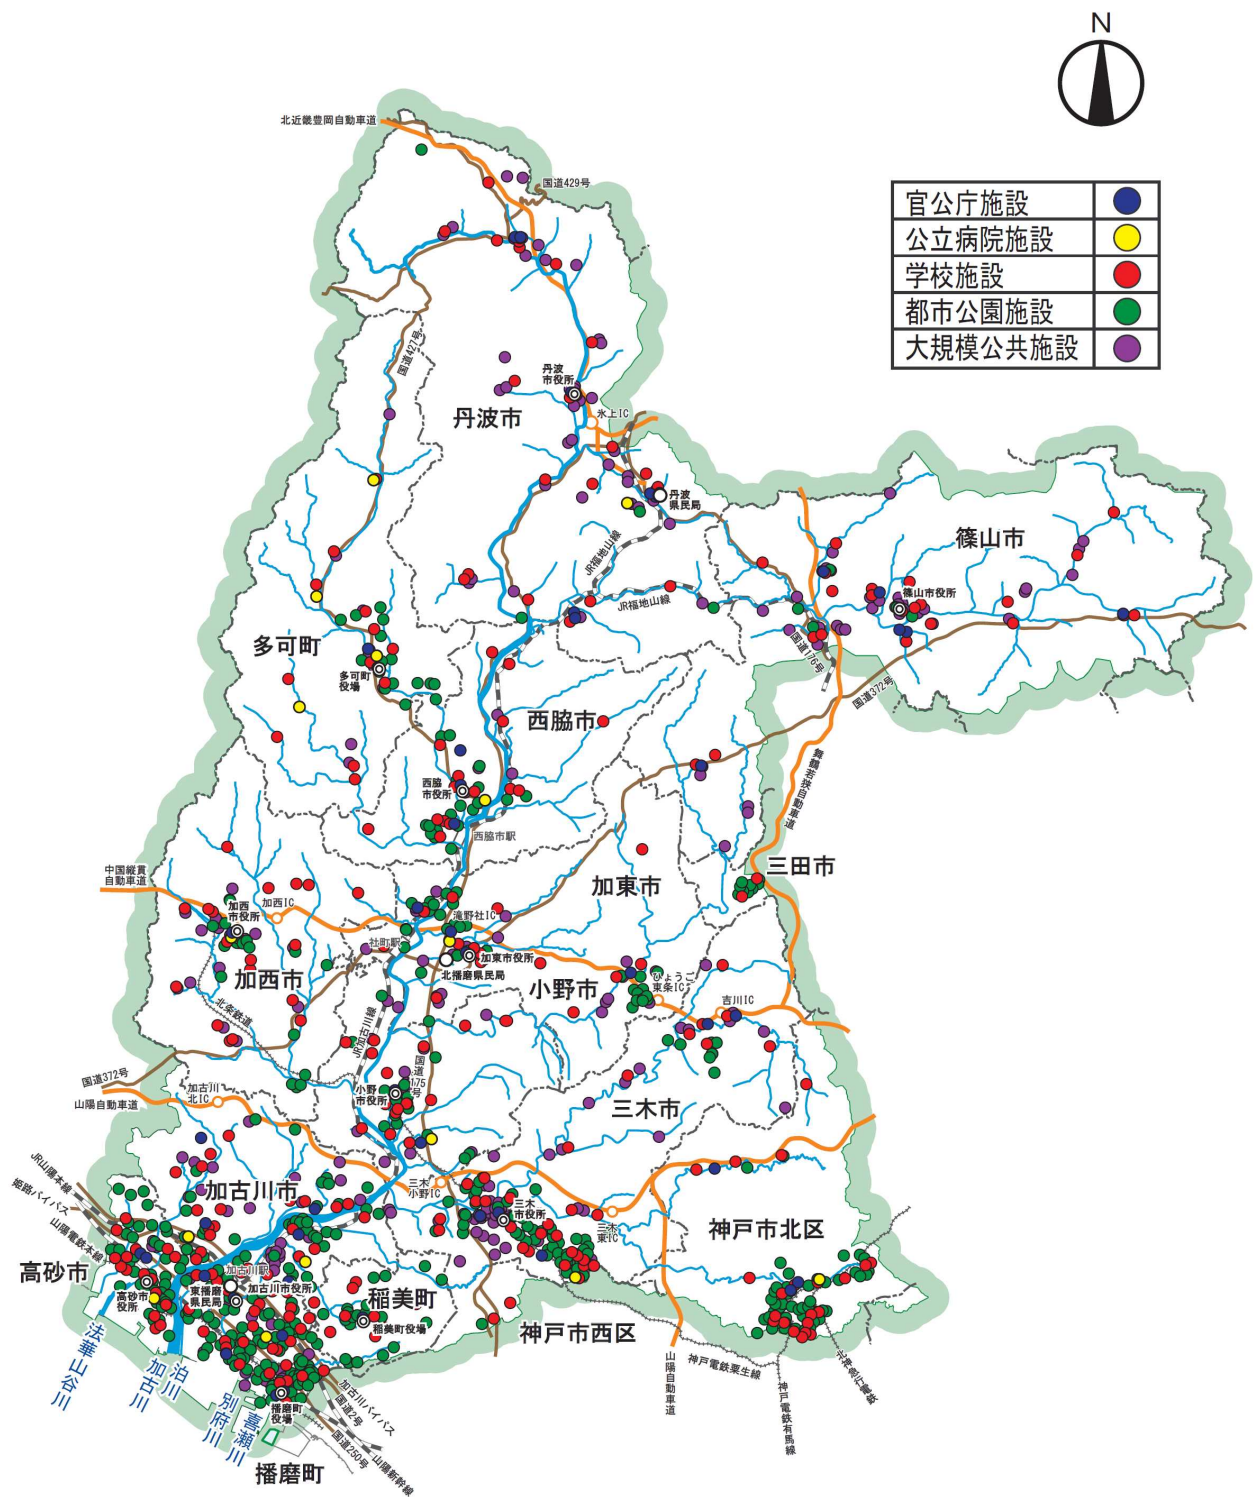 N
北近畿豊岡自動車道
国道429号
官公庁施設
公立病院施設
学校施設
都市公園施設
大規模公共施設
国道427号
丹波
市役所
丹波市
氷上IC
丹波
県民局
篠山市
JR福知山線
JR福知山線
篠山市役所
多可町
国道176号
多可町
役場
国道372号
西脇市
舞鶴若狭自動車道
西脇
市役所
西脇市駅
三田市
中国縦貫
自動車道
加東市
加西
市役所
加西IC
滝野社IC
社町駅
加東市役所
北播磨県民局
加西市
小野市
ひょうご
東条IC
吉川IC
北条鉄道
JR加古川線
国道175号
国道372号
加古川
北IC
山陽自動車道
小野
市役所
三木市
JR山陽本線
姫路バイパス
山陽電鉄本線
加古川市
三木
小野IC
三木
市役所
三木
東IC
神戸市北区
高砂市
加古川駅
東播磨
県民局
加古川市役所
高砂市
役所
稲美町
稲美町役場
神戸市西区
法華山谷川
加古川
泊川
別府川
喜瀬川
播磨町
役場
加古川バイパス
国道2号
国道250号
山陽新幹線
播磨町
山陽自動車道
神戸電鉄粟生線
神戸電鉄有馬線